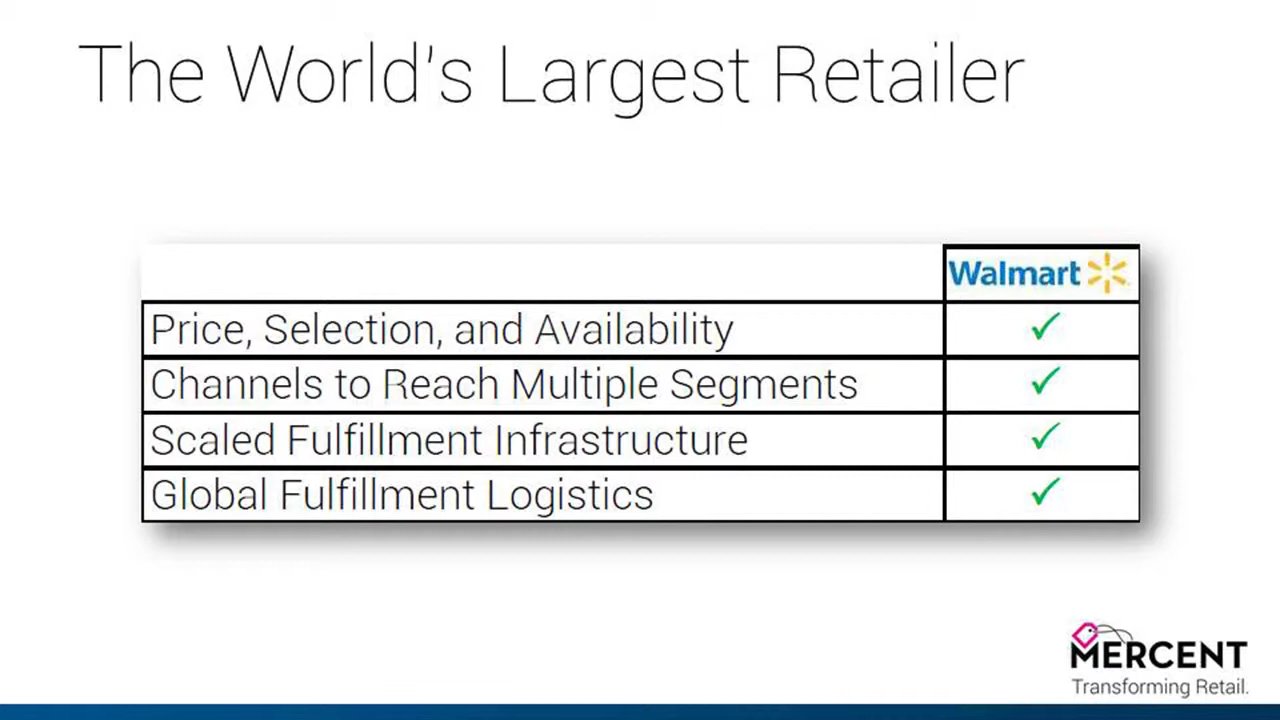 The World's Largest Retailer
Walmart
Price, Selection, and Availability ✓
Channels to Reach Multiple Segments ✓
Scaled Fulfillment Infrastructure ✓
Global Fulfillment Logistics ✓
MERCENT
Transforming Retail.